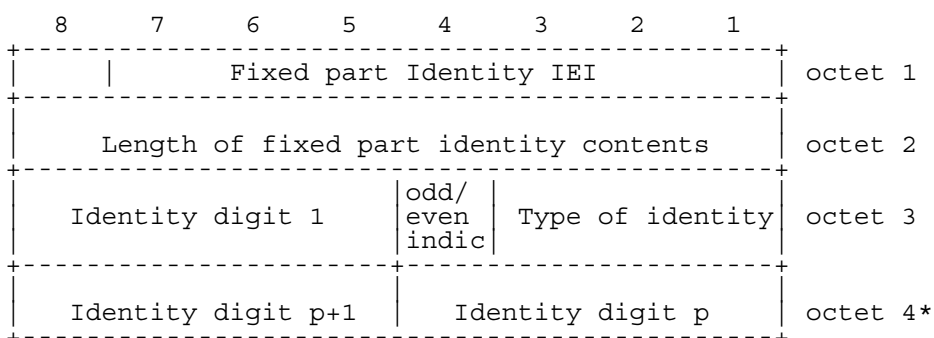 8 7 6 5 4 3 2 1
Fixed part Identity IEI octet 1
Length of fixed part identity contents octet 2
odd/
Identity digit 1 even Type of identity octet 3
indic
Identity digit p+1 Identity digit p octet 4*